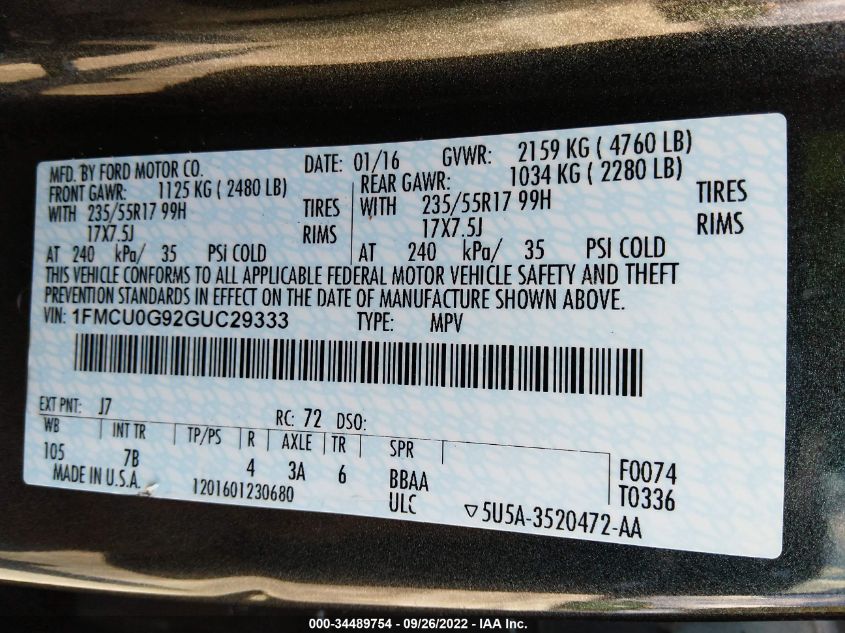 MFD. BY FORD MOTOR CO. DATE: 01/16 GVWR: 2159 KG ( 4760 LB)
FRONT GAWR: 1125 KG ( 2480 LB) REAR GAWR: 1034 KG ( 2280 LB)
WITH 235/55R17 99H TIRES WITH 235/55R17 99H TIRES
17X7.5J RIMS 17X7.5J RIMS
AT 240 kPa/ 35 PSi COLD AT 240 kPa/ 35 PSi COLD
THIS VEHICLE CONFORMS TO ALL APPLICABLE FEDERAL MOTOR VEHICLE SAFETY AND THEFT
PREVENTION STANDARDS IN EFFECT ON THE DATE OF MANUFACTURE SHOWN ABOVE.
VIN: 1FMCU0G92GUC29333 TYPE: MPV
EXT PNT: J7 RC: 72 DSO:
WB INT TR TP/PS R AXLE TR SPR
105 7B 4 3A 6 BBAA F0074
MADE IN U.S.A. 1201601230680 ULC T0336
▽5U5A-3520472-AA
000-34489754 - 09/26/2022 - IAA Inc.